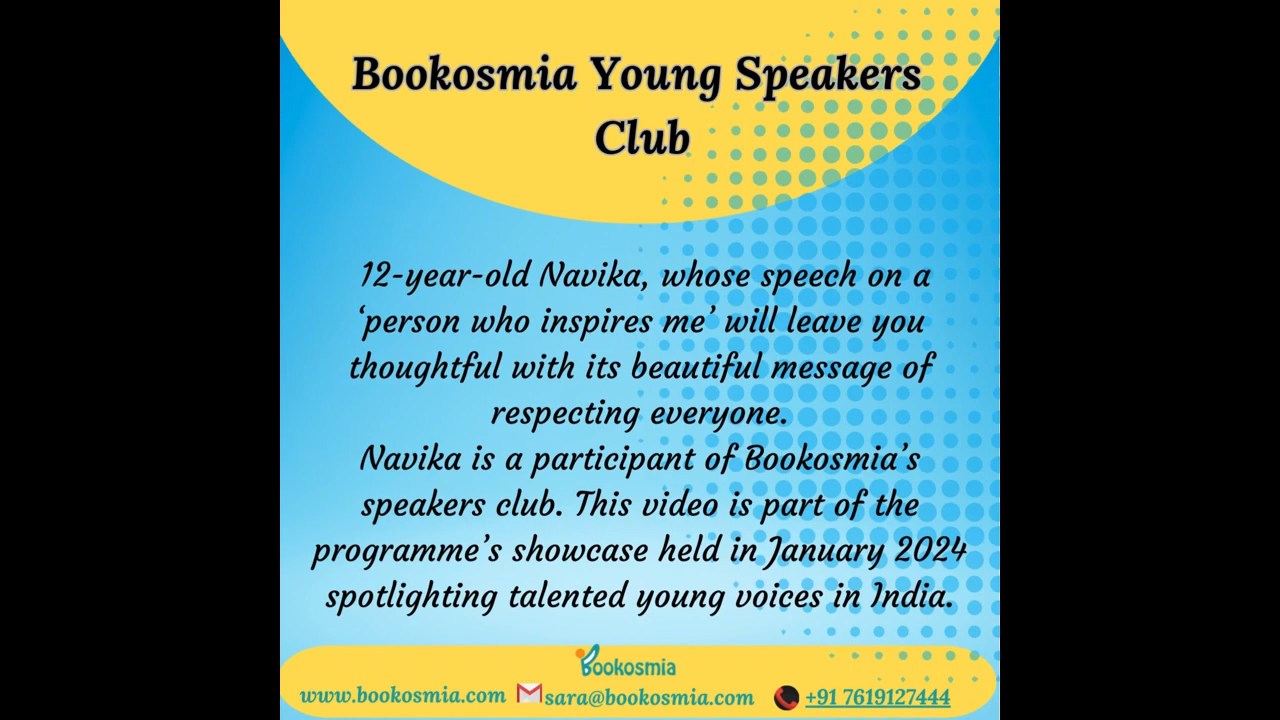 Bookosmia Young Speakers
Club
12-year-old Navika, whose speech on a
‘person who inspires me’ will leave you
thoughtful with its beautiful message of
respecting everyone.
Navika is a participant of Bookosmia’s
speakers club. This video is part of the
programme’s showcase held in January 2024
spotlighting talented young voices in India.
Bookosmia
www.bookosmia.com sara@bookosmia.com +91 7619127444